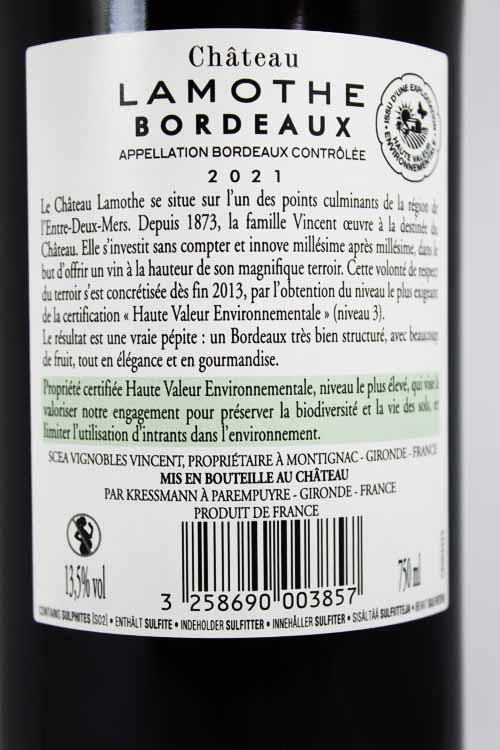 Château
LAMOTHE
BORDEAUX
APPELLATION BORDEAUX CONTRÔLÉE
2021
• ISSU D'UNE EXPLOITATION •
HAUTE VALEUR
ENVIRONNEMENTALE
Le Château Lamothe se situe sur l'un des points culminants de la région de
l'Entre-Deux-Mers. Depuis 1873, la famille Vincent œuvre à la destinée du
Château. Elle s'investit sans compter et innove millésime après millésime, dans le
but d'offrir un vin à la hauteur de son magnifique terroir. Cette volonté de respect
du terroir s'est concrétisée dès fin 2013, par l'obtention du niveau le plus exigeant
de la certification « Haute Valeur Environnementale » (niveau 3).
Le résultat est une vraie pépite : un Bordeaux très bien structuré, avec beaucoup
de fruit, tout en élégance et en gourmandise.
Propriété certifiée Haute Valeur Environnementale, niveau le plus élevé, qui vise à
valoriser notre engagement pour préserver la biodiversité et la vie des sols, et
limiter l'utilisation d'intrants dans l'environnement.
SCEA VIGNOBLES VINCENT, PROPRIÉTAIRE À MONTIGNAC - GIRONDE - FRANCE
MIS EN BOUTEILLE AU CHÂTEAU
PAR KRESSMANN À PAREMPUYRE - GIRONDE - FRANCE
PRODUIT DE FRANCE
13,5% vol
750 ml
3 258690 003857
CONTAINS SULPHITES [SO2] • ENTHÄLT SULFITE • INDEHOLDER SULFITTER • INNEHÅLLER SULFITER • SISÄLTÄÄ SULFIITTEJA